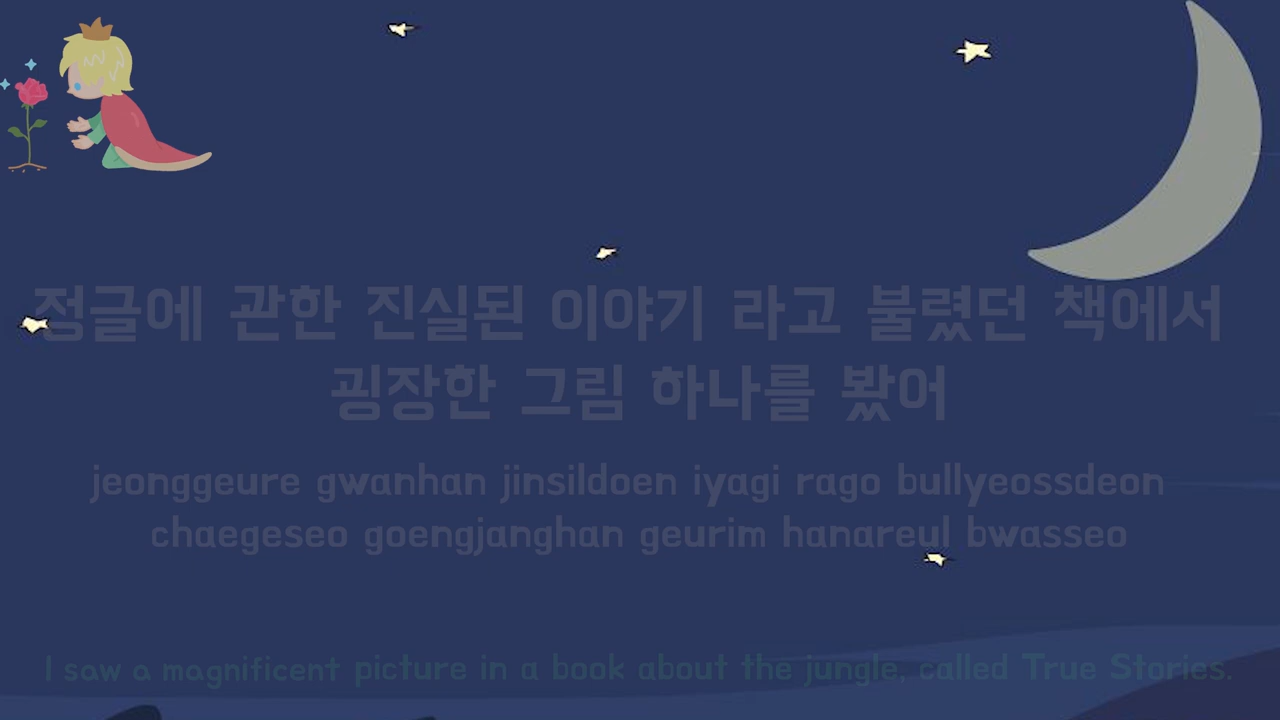 정글에 관한 진실된 이야기 라고 불렸던 책에서
굉장한 그림 하나를 봤어
jeonggeure gwanhan jinsildoen iyagi rago bullyeossdeon
chaegeseo goengjanghan geurim hanareul bwasseo
I saw a magnificent picture in a book about the jungle, called True Stories.